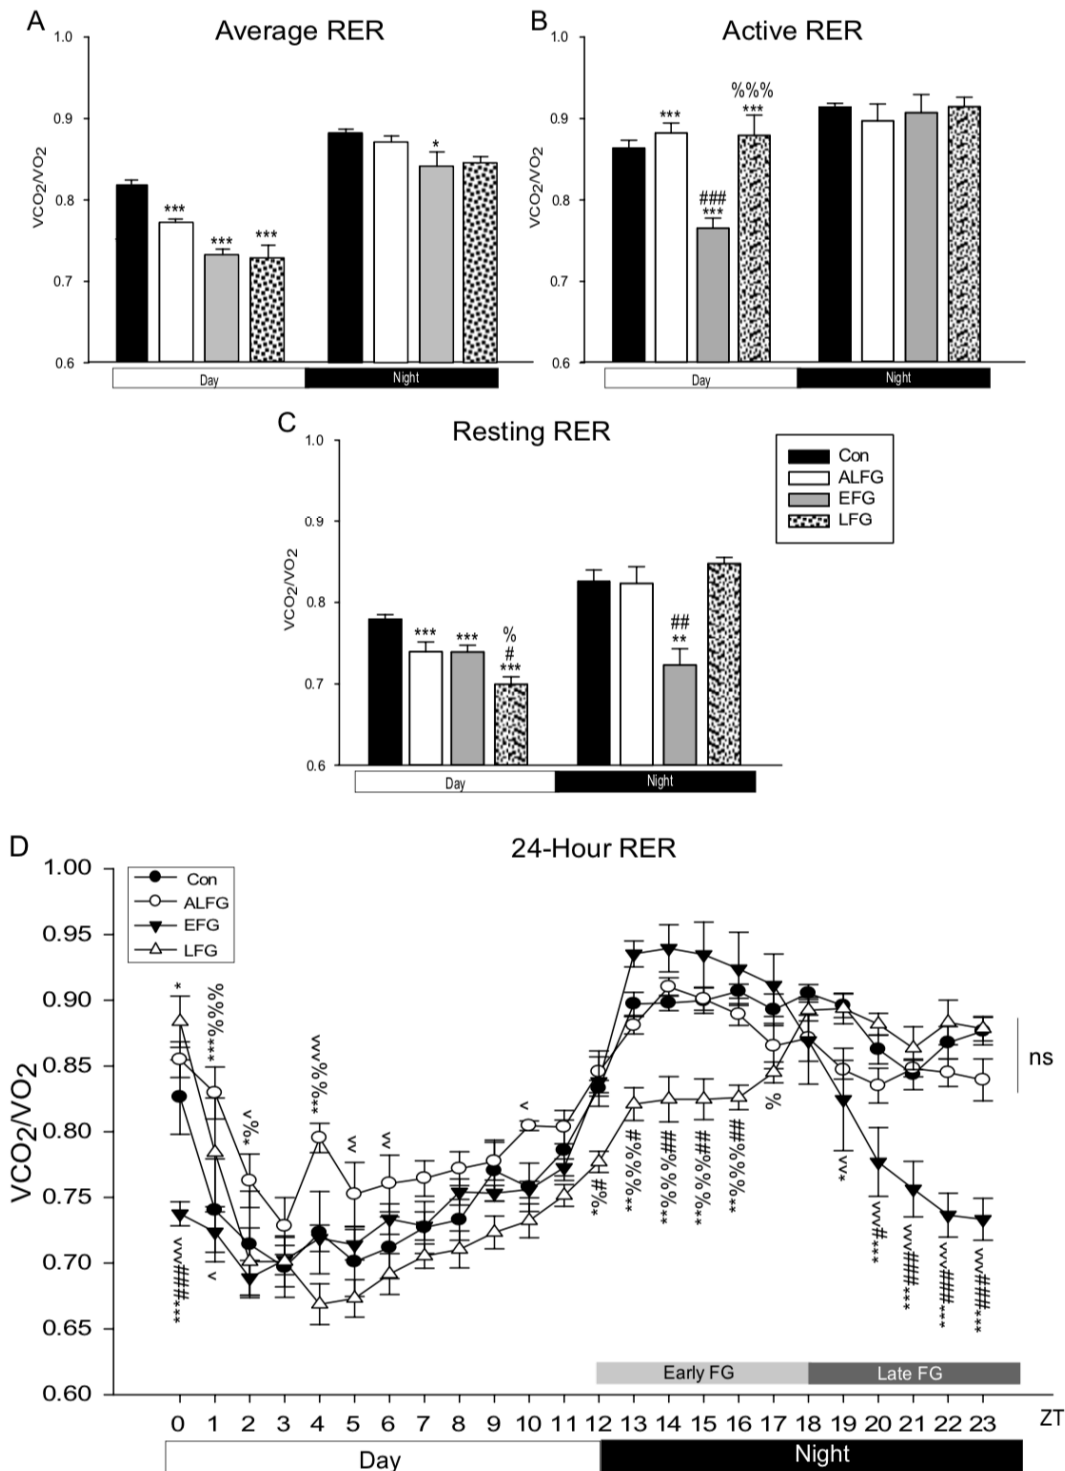 A
Average RER
1.0
0.9
0.8
0.7
0.6
VCO2/VO2
***
***
***
*
Day
Night
B
Active RER
1.0
0.9
0.8
0.7
0.6
VCO2/VO2
***
###
***
%%%
***
Day
Night
C
Resting RER
1.0
0.9
0.8
0.7
0.6
VCO2/VO2
***
***
%
#
***
##
**
Day
Night
Con
ALFG
EFG
LFG
D
24-Hour RER
Con
ALFG
EFG
LFG
1.00
0.95
0.90
0.85
0.80
0.75
0.70
0.65
0.60
VCO2/VO2
*
***%%%
*%^
**%%^^^
^^
^^
^
***###^^^
^
*%#
**%%%#
**%%%##
**%%%##
**%%%##
%
*^^
***#^^^
***###^^^
***###^^^
***###^^^
ns
Early FG
Late FG
0 1 2 3 4 5 6 7 8 9 10 11 12 13 14 15 16 17 18 19 20 21 22 23
ZT
Day
Night